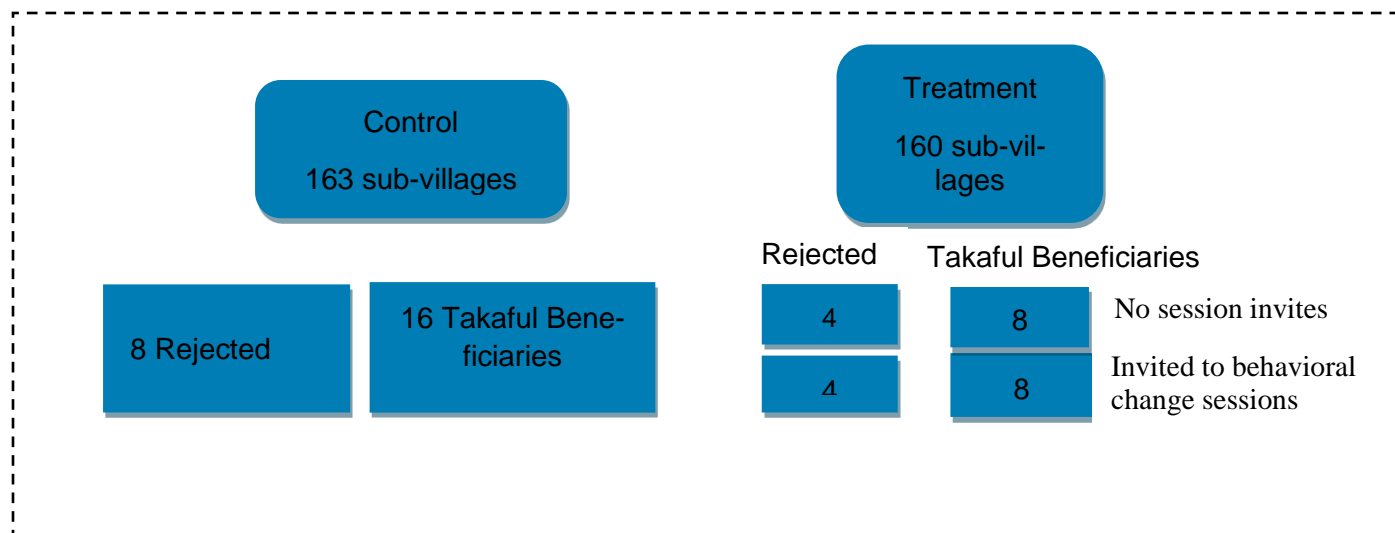 Control
163 sub-villages
Treatment
160 sub-vil-
lages
8 Rejected
16 Takaful Bene-
ficiaries
Rejected
Takaful Beneficiaries
4
8
No session invites
4
8
Invited to behavioral
change sessions